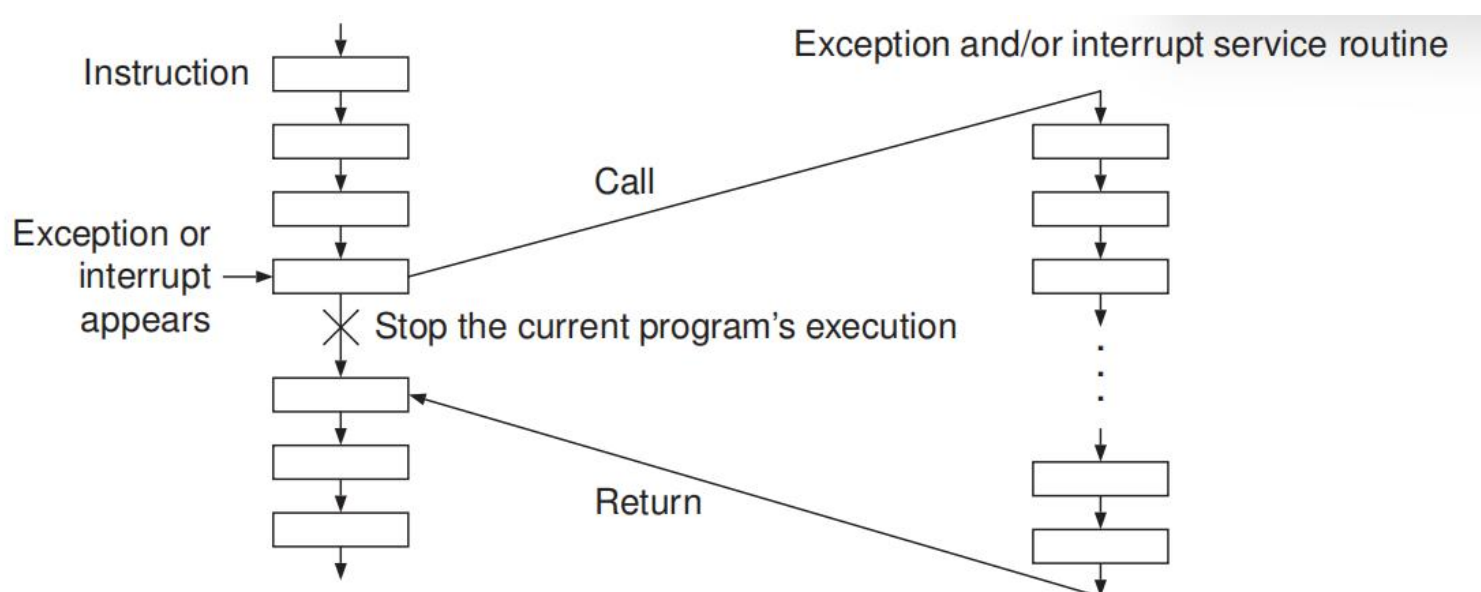 Exception and/or interrupt service routine
Instruction
Call
Exception or
interrupt
appears
Stop the current program's execution
Return